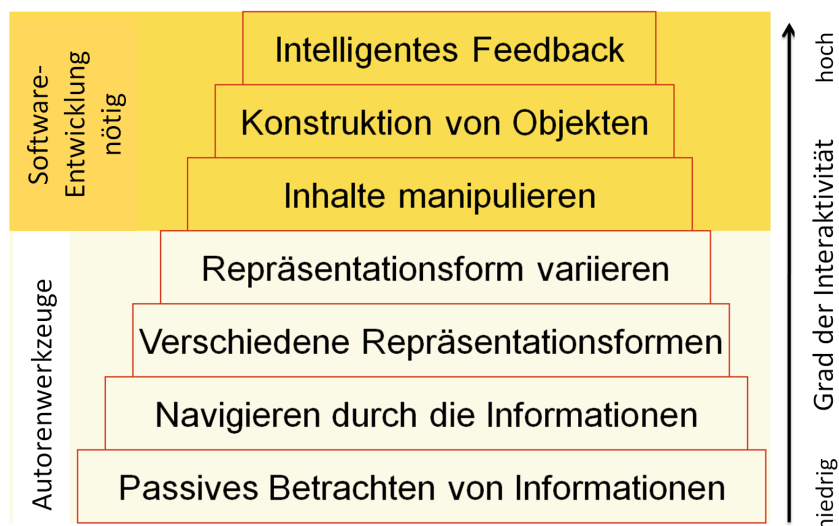 Software-
Entwicklung
nötig
Autorenwerkzeuge
Intelligentes Feedback
Konstruktion von Objekten
Inhalte manipulieren
Repräsentationsform variieren
Verschiedene Repräsentationsformen
Navigieren durch die Informationen
Passives Betrachten von Informationen
hoch
Grad der Interaktivität
niedrig